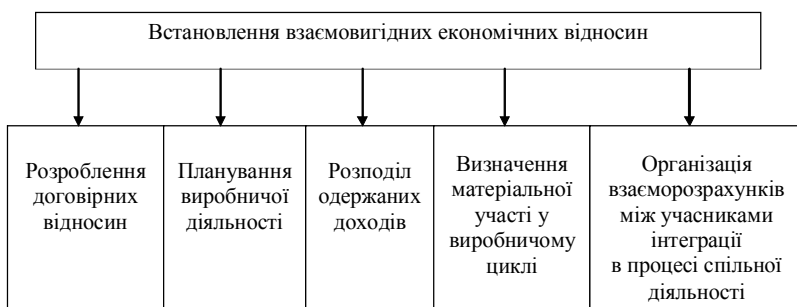 Встановлення взаємовигідних економічних відносин
Розроблення
договірних
відносин
Планування
виробничої
діяльності
Розподіл
одержаних
доходів
Визначення
матеріальної
участі у
виробничому
циклі
Організація
взаєморозрахунків
між учасниками
інтеграції
в процесі спільної
діяльності